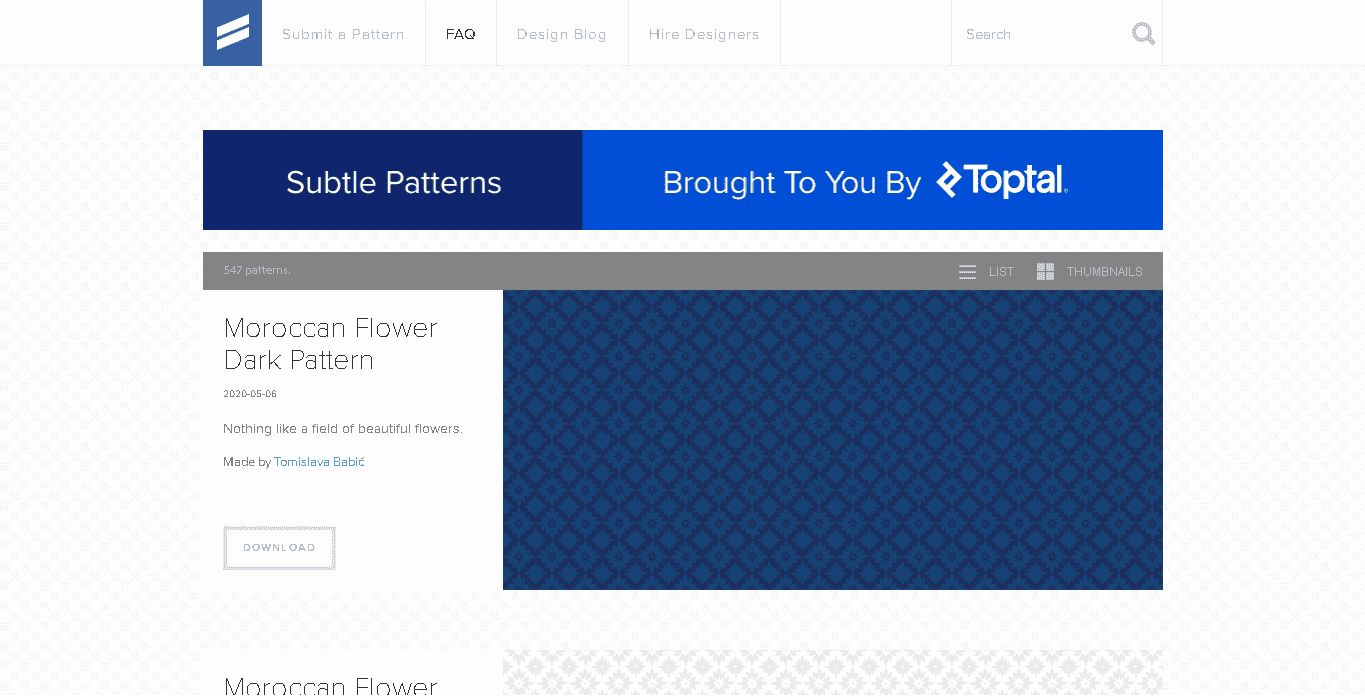 Submit a Pattern
FAQ
Design Blog
Hire Designers
Search
Subtle Patterns
Brought To You By Toptal
547 patterns.
LIST
THUMBNAILS
Moroccan Flower
Dark Pattern
2020-05-06
Nothing like a field of beautiful flowers.
Made by Tomislava Babić
DOWNLOAD
Moroccan Flower